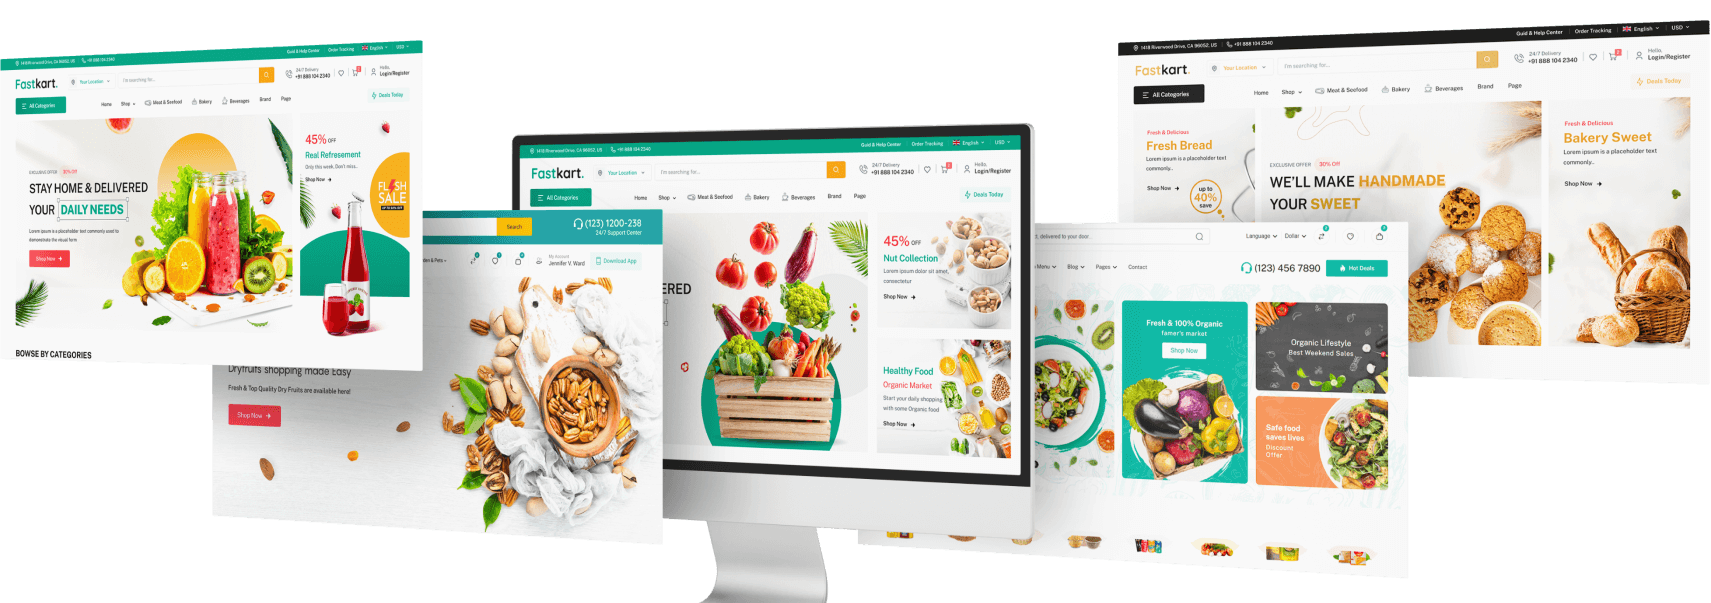 1418 Riverwood Drive, CA 96052, US
+91 888 104 2340
Guid & Help Center
Order Tracking
English
USD
Fastkart.
Your Location
I'm searching for...
24/7 Delivery
+91 888 104 2340
Hello,
Login/Register
All Categories
Home
Shop
Meat & Seefood
Bakery
Beverages
Brand
Page
Deals Today
EXCLUSIVE OFFER 30% Off
STAY HOME & DELIVERED
YOUR DAILY NEEDS
Lorem Ipsum is a placeholder text commonly used to
demonstrate the visual form
Shop Now
45% OFF
Real Refresement
Only this week. Don't miss...
Shop Now
FLASH
SALE
BOWSE BY CATEGORIES
Search
(123) 1200-238
24/7 Support Center
My Account
Jennifer V. Ward
Download App
Dryfruits shopping made Easy
Fresh & Top Quality Dry Fruits are available here!
Shop Now
1418 Riverwood Drive, CA 96052, US
+91 888 104 2340
Guid & Help Center
Order Tracking
English
USD
Fastkart.
Your Location
I'm searching for...
24/7 Delivery
+91 888 104 2340
Hello,
Login/Register
All Categories
Home
Shop
Meat & Seefood
Bakery
Beverages
Brand
Page
Deals Today
ERED
45% OFF
Nut Collection
Lorem ipsum dolor sit amet,
consectetur
Shop Now
Healthy Food
Organic Market
Start your daily shopping
with some Organic food
Shop Now
delivered to your door.
Language
Dollar
Menu
Blog
Pages
Contact
(123) 456 7890
Hot Deals
Fresh & 100% Organic
famer's market
Shop Now
Organic Lifestyle
Best Weekend Sales
Safe food
saves lives
Discount
Offer
1418 Riverwood Drive, CA 96052, US
+91 888 104 2340
Guid & Help Center
Order Tracking
English
USD
Fastkart.
Your Location
I'm searching for...
24/7 Delivery
+91 888 104 2340
Hello,
Login/Register
All Categories
Home
Shop
Meat & Seefood
Bakery
Beverages
Brand
Page
Deals Today
Fresh & Delicious
Fresh Bread
Lorem Ipsum is a placeholder text
commonly..
Shop Now
up to
40%
save
EXCLUSIVE OFFER 30% Off
WE'LL MAKE HANDMADE
YOUR SWEET
Fresh & Delicious
Bakery Sweet
Lorem ipsum is a placeholder text
commonly..
Shop Now